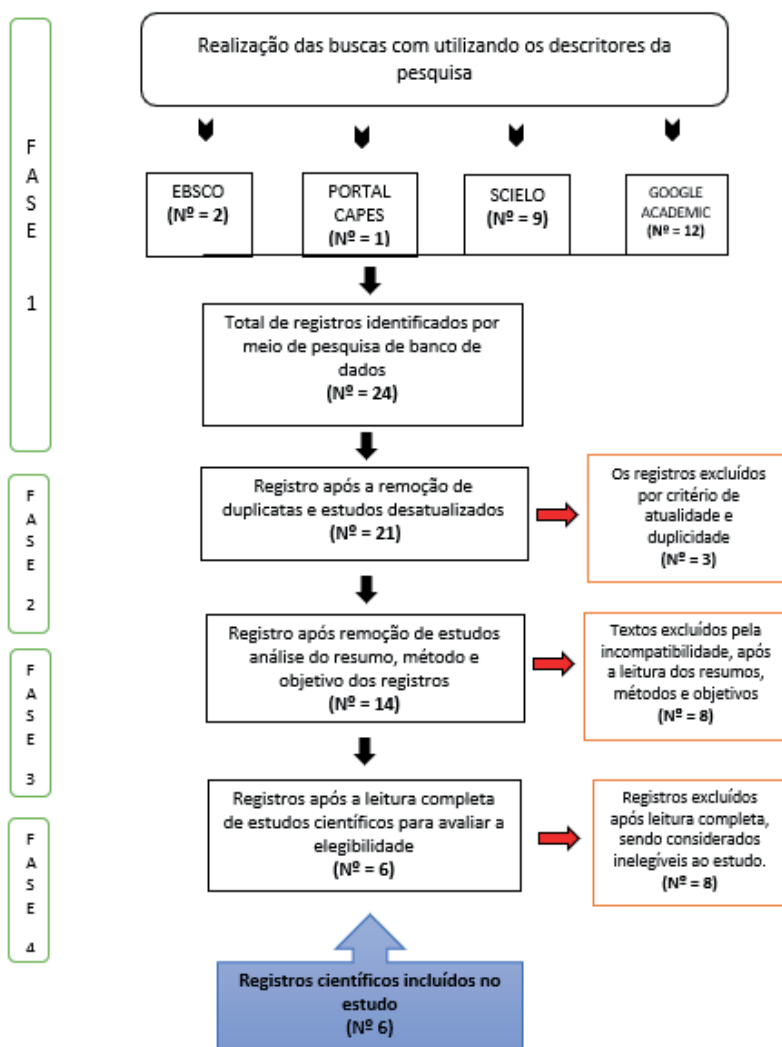 Realização das buscas com utilizando os descritores da
pesquisa
F
A
S
E
1
EBSCO
(Nº = 2)
PORTAL
CAPES
(Nº = 1)
SCIELO
(Nº = 9)
GOOGLE
ACADEMIC
(Nº = 12)
Total de registros identificados por
meio de pesquisa de banco de
dados
(Nº = 24)
F
A
S
E
2
Registro após a remoção de
duplicatas e estudos desatualizados
(Nº = 21)
Os registros excluídos
por critério de
atualidade e
duplicidade
(Nº = 3)
F
A
S
E
3
Registro após remoção de estudos
análise do resumo, método e
objetivo dos registros
(Nº = 14)
Textos excluídos pela
incompatibilidade, após
a leitura dos resumos,
métodos e objetivos
(Nº = 8)
F
A
S
E
4
Registros após a leitura completa
de estudos científicos para avaliar a
elegibilidade
(Nº = 6)
Registros excluídos
após leitura completa,
sendo considerados
inelegíveis ao estudo.
(Nº = 8)
Registros científicos incluídos no
estudo
(Nº 6)